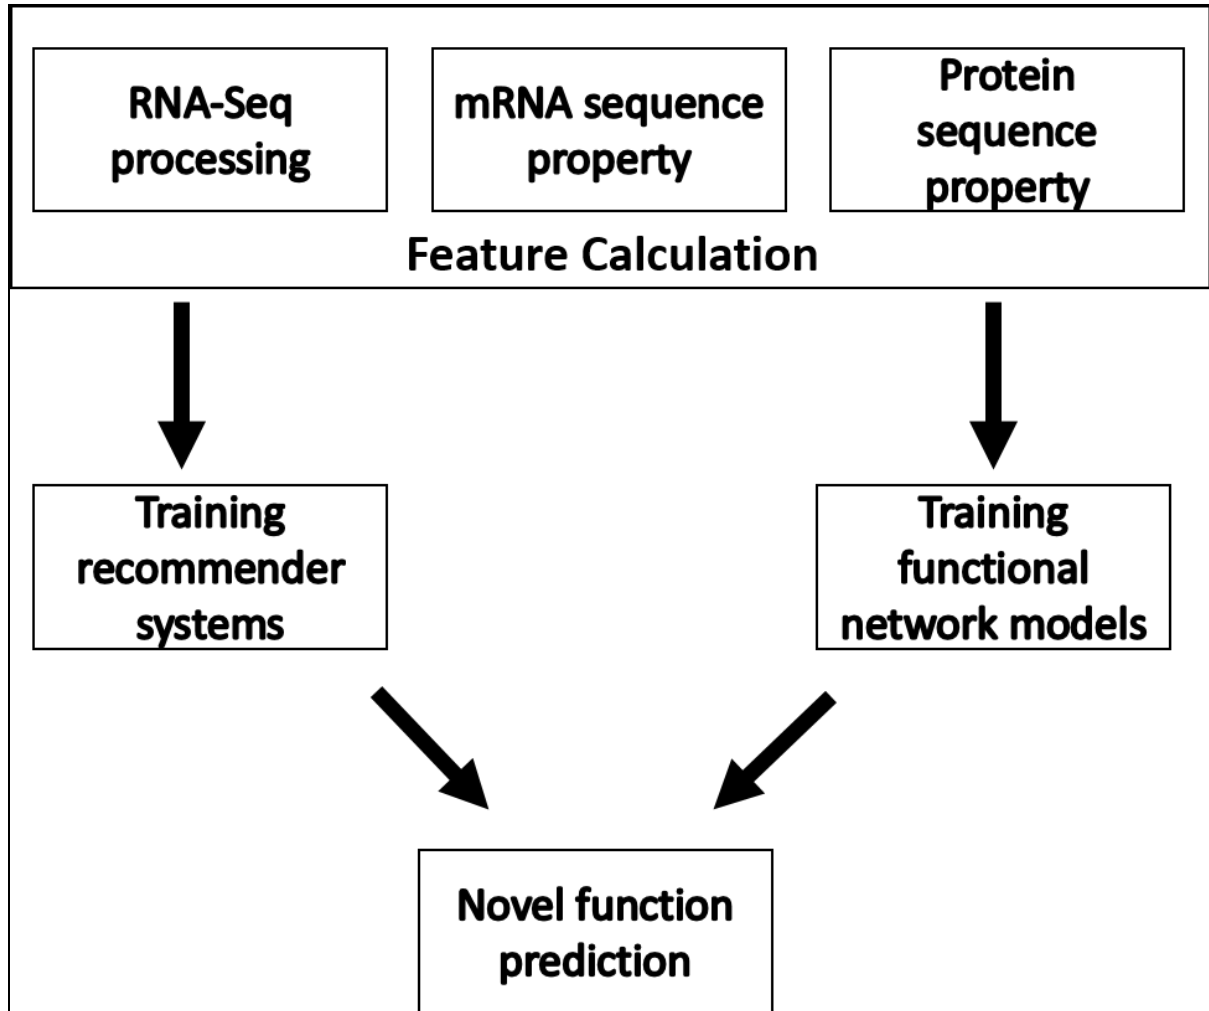 RNA-Seq
processing
mRNA sequence
property
Protein
sequence
property
Feature Calculation
Training
recommender
systems
Training
functional
network models
Novel function
prediction